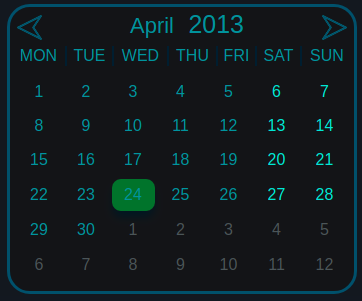 April 2013
MON TUE WED THU FRI SAT SUN
1 2 3 4 5 6 7
8 9 10 11 12 13 14
15 16 17 18 19 20 21
22 23 24 25 26 27 28
29 30 1 2 3 4 5
6 7 8 9 10 11 12